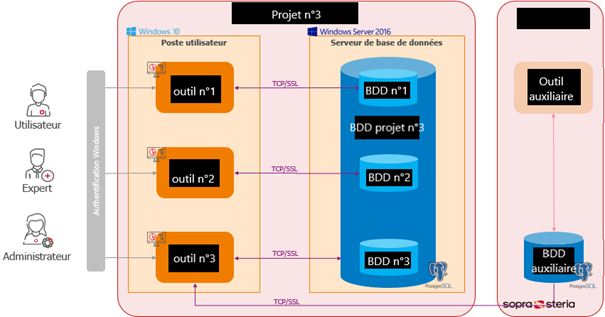 Projet n°3
Windows 10
Windows Server 2016
Poste utilisateur
Serveur de base de données
Authentification Windows
Utilisateur
Expert
Administrateur
outil n°1
TCP/SSL
BDD n°1
BDD projet n°3
outil n°2
TCP/SSL
BDD n°2
outil n°3
TCP/SSL
BDD n°3
PostgreSQL
TCP/SSL
Outil
auxiliaire
BDD
auxiliaire
PostgreSQL
sopra steria